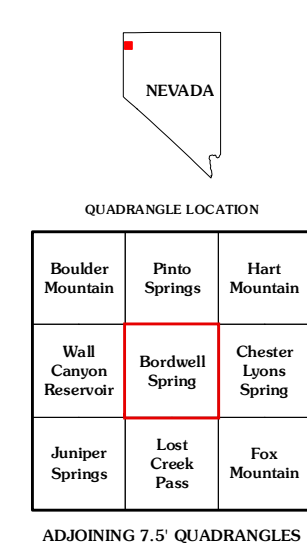 NEVADA
QUADRANGLE LOCATION
Boulder
Mountain
Pinto
Springs
Hart
Mountain
Wall
Canyon
Reservoir
Bordwell
Spring
Chester
Lyons
Spring
Juniper
Springs
Lost
Creek
Pass
Fox
Mountain
ADJOINING 7.5' QUADRANGLES